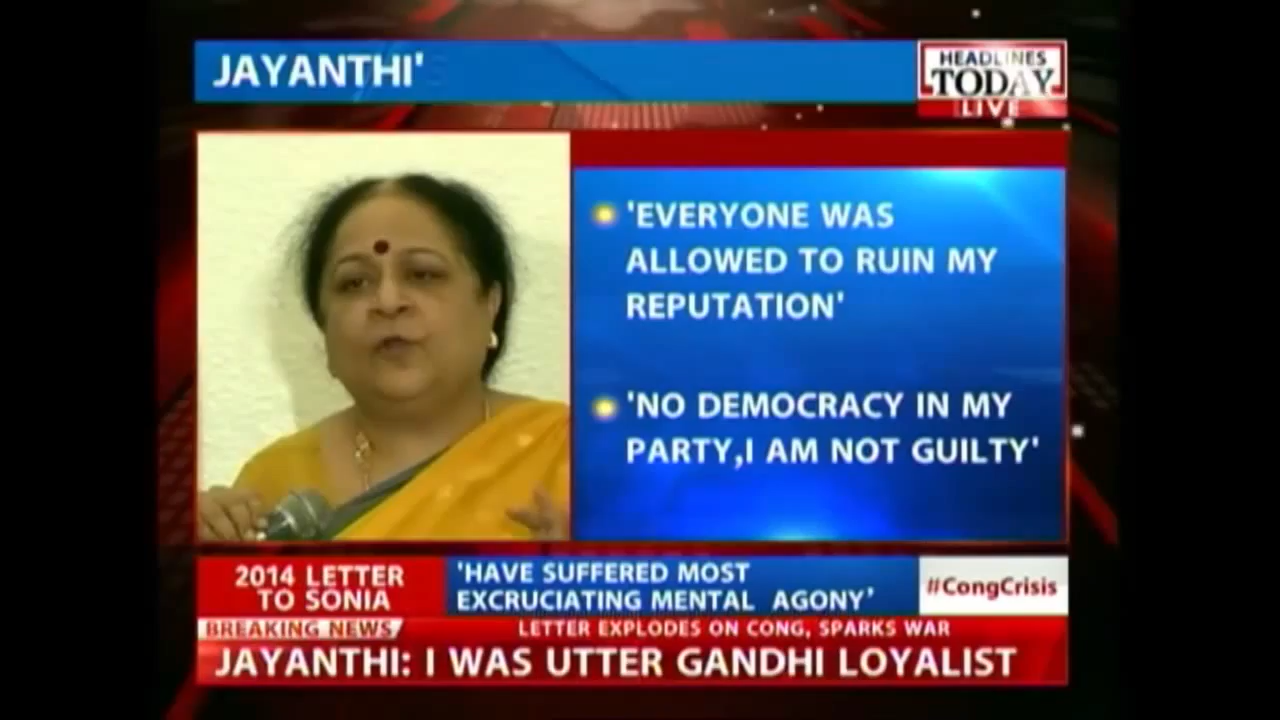 JAYANTHI'
HEADLINES
TODAY
LIVE
'EVERYONE WAS
ALLOWED TO RUIN MY
REPUTATION'
'NO DEMOCRACY IN MY
PARTY,I AM NOT GUILTY'
2014 LETTER
TO SONIA
'HAVE SUFFERED MOST
EXCRUCIATING MENTAL AGONY'
#CongCrisis
BREAKING NEWS
LETTER EXPLODES ON CONG, SPARKS WAR
JAYANTHI: I WAS UTTER GANDHI LOYALIST